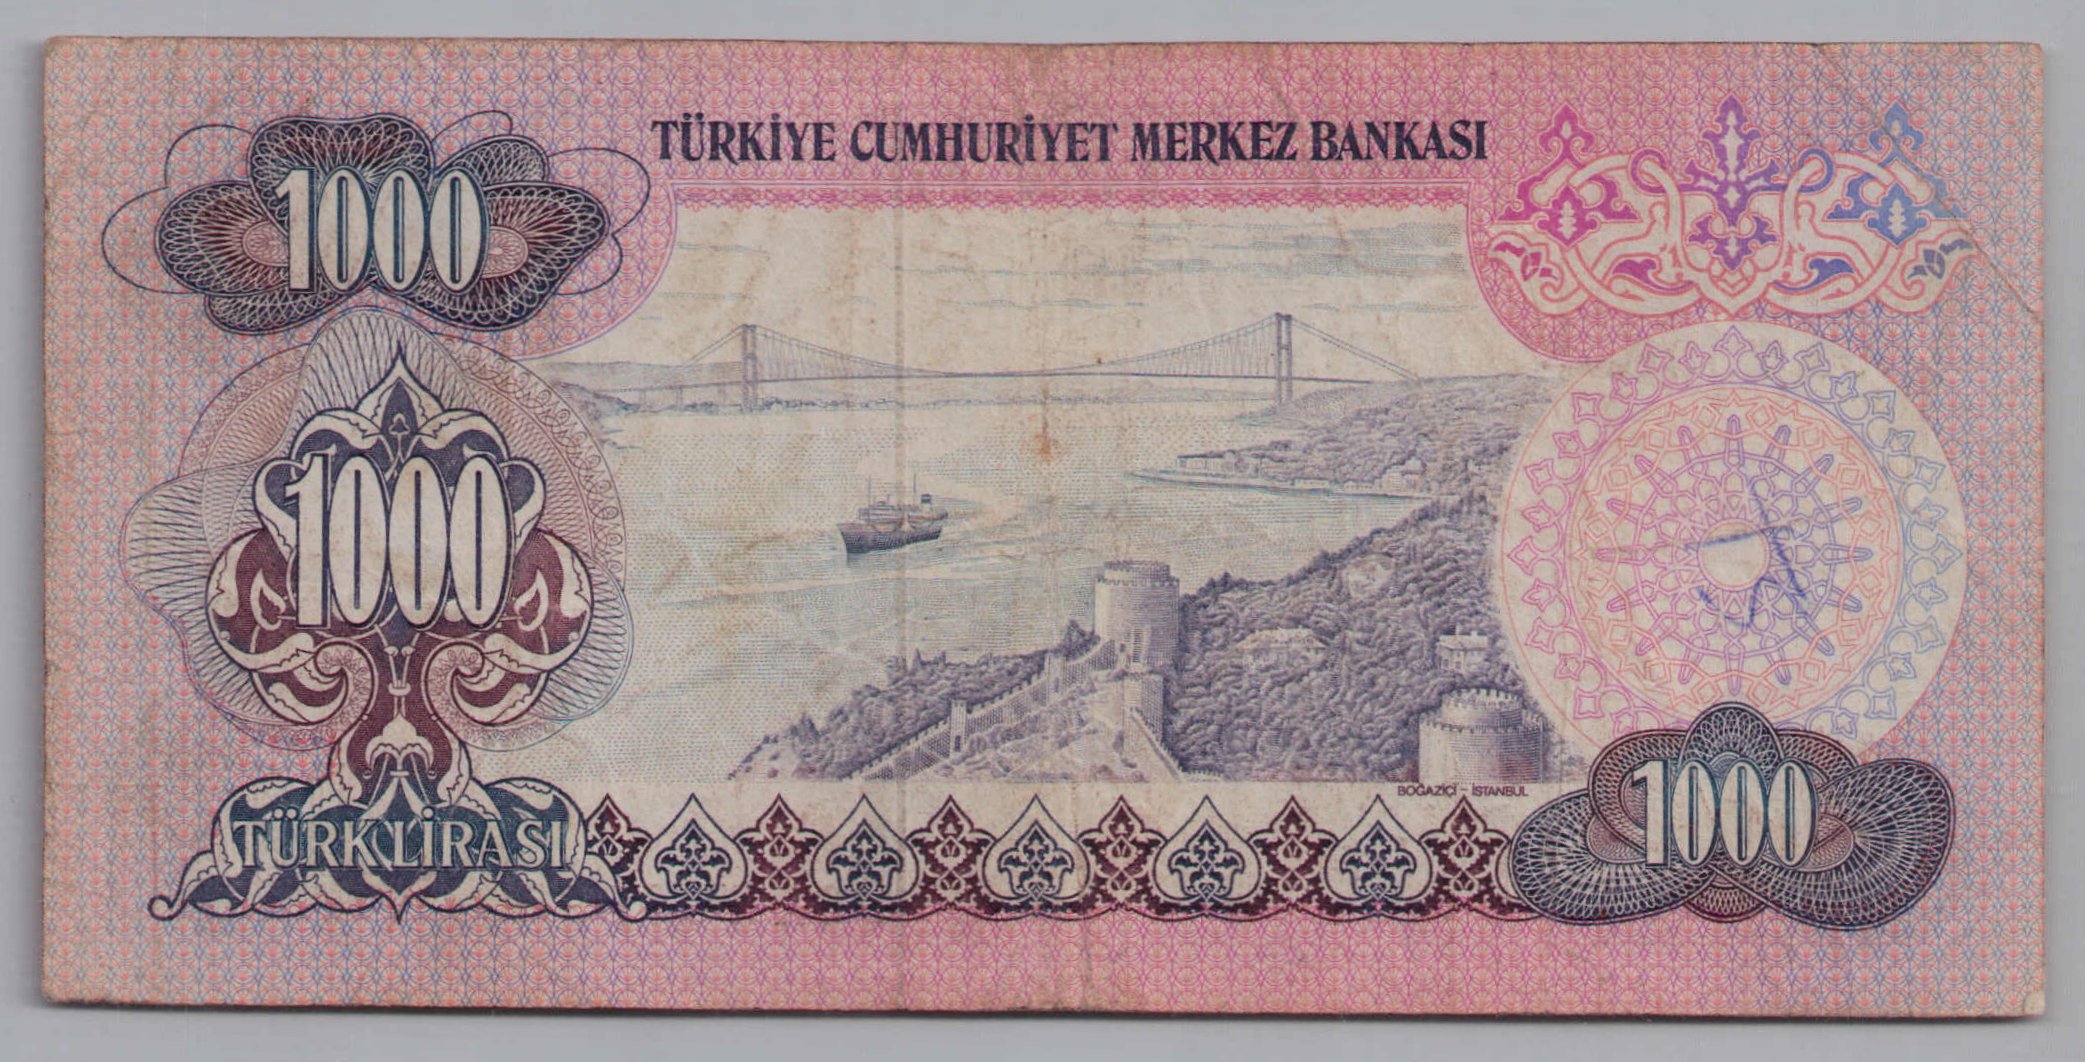 TÜRKİYE CUMHURİYET MERKEZ BANKASI
1000
1000
BOĞAZİÇİ - İSTANBUL
1000
TÜRK LİRASI